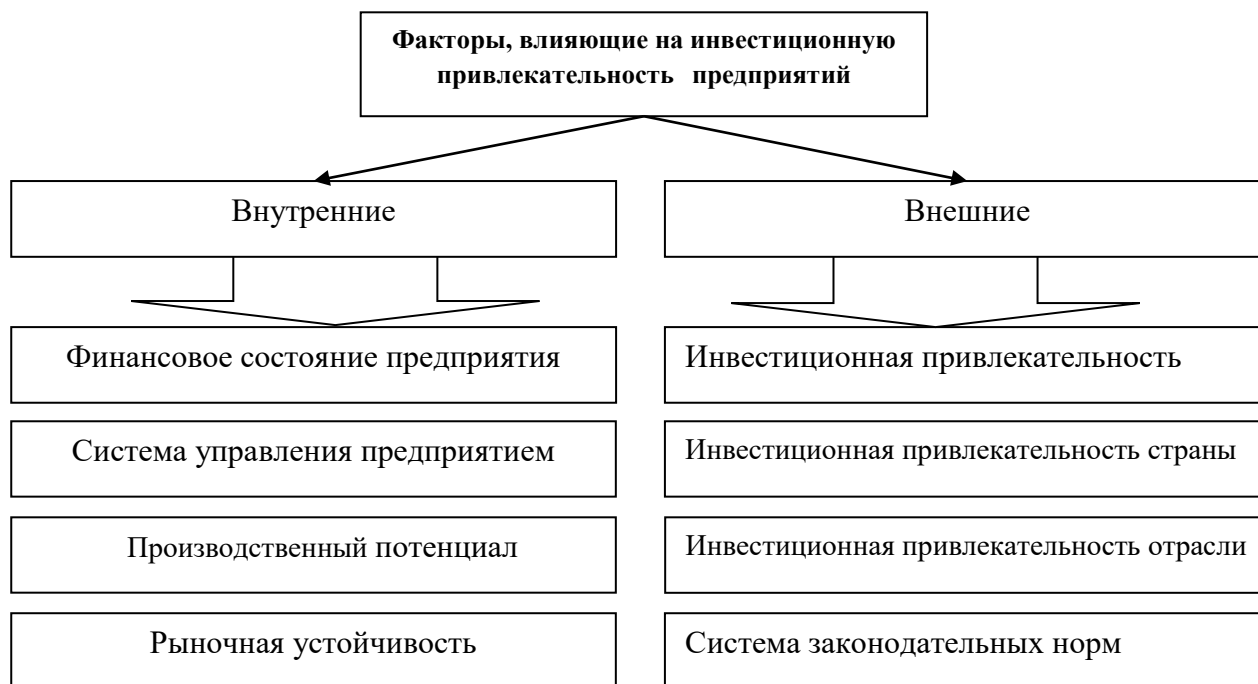 Факторы, влияющие на инвестиционную
привлекательность предприятий
Внутренние
Внешние
Финансовое состояние предприятия
Инвестиционная привлекательность
Система управления предприятием
Инвестиционная привлекательность страны
Производственный потенциал
Инвестиционная привлекательность отрасли
Рыночная устойчивость
Система законодательных норм